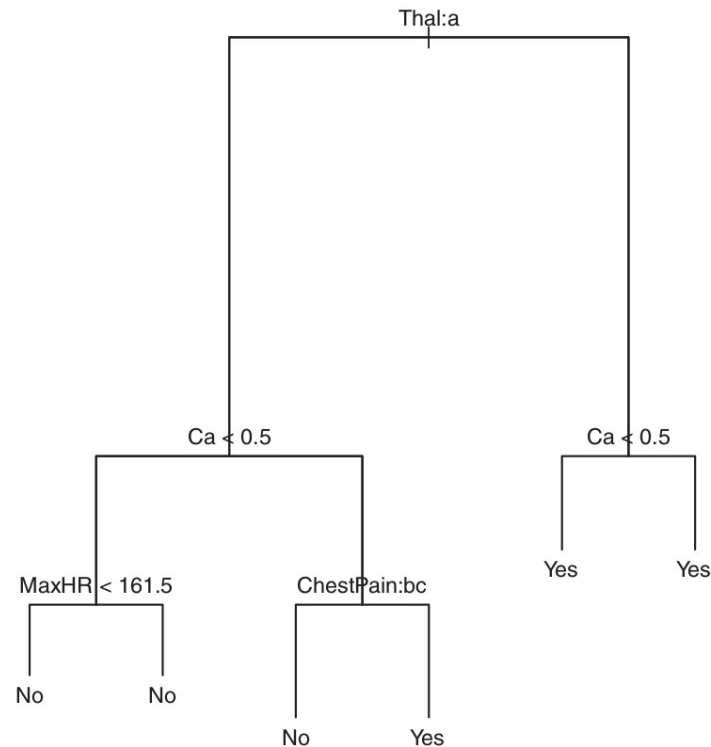 Thal:a
Ca < 0.5
Ca < 0.5
MaxHR < 161.5
ChestPain:bc
Yes
Yes
No
No
No
Yes